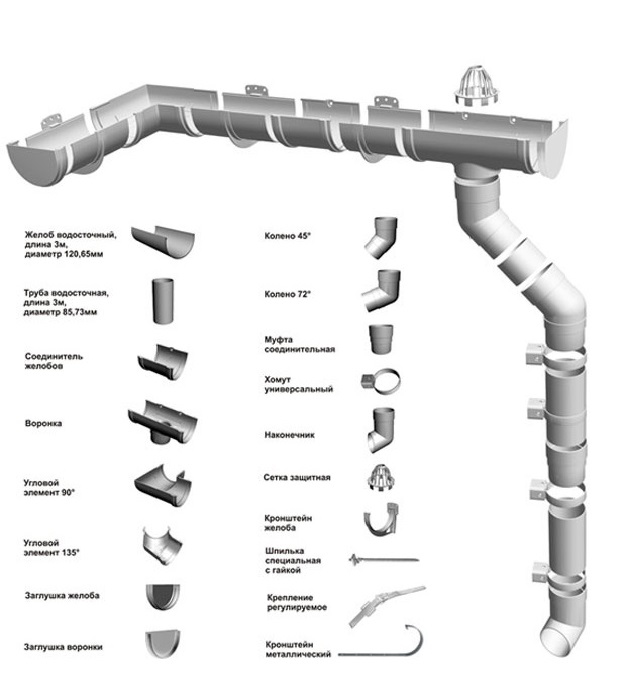 Желоб водосточный,
длина 3м,
диаметр 120,65мм
Труба водосточная,
длина 3м,
диаметр 85,73мм
Соединитель
желобов
Воронка
Угловой
элемент 90°
Угловой
элемент 135°
Заглушка желоба
Заглушка воронки
Колено 45°
Колено 72°
Муфта
соединительная
Хомут
универсальный
Наконечник
Сетка защитная
Кронштейн
желоба
Шпилька
специальная
с гайкой
Крепление
регулируемое
Кронштейн
металлический